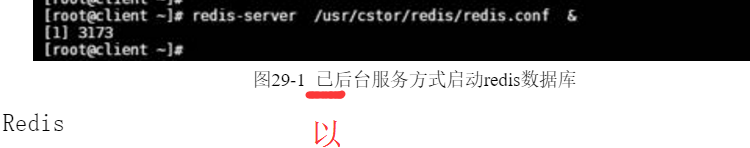 [root@client ~]# redis-server  /usr/cstor/redis/redis.conf  &
[1] 3173
[root@client ~]#
图29-1  已后台服务方式启动redis数据库
以
Redis